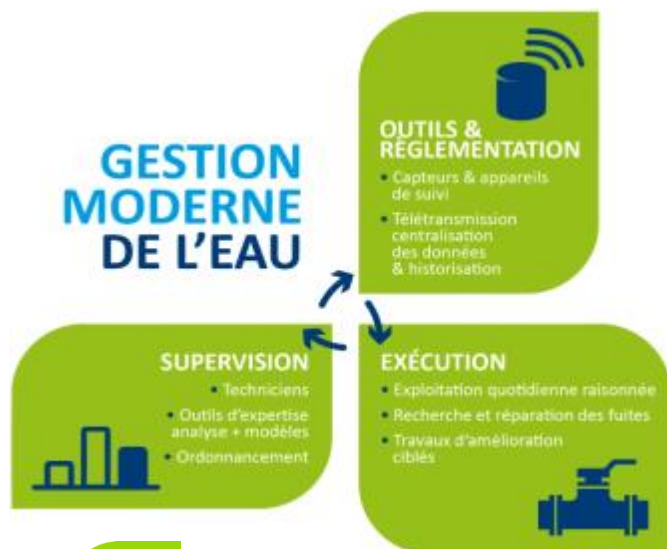 GESTION
MODERNE
DE L'EAU
OUTILS &
RÈGLEMENTATION
• Capteurs & appareils
de suivi
• Télétransmission
centralisation
des données
& historisation
SUPERVISION
• Techniciens
• Outils d'expertise
analyse + modèles
• Ordonnancement
EXÉCUTION
• Exploitation quotidienne raisonnée
• Recherche et réparation des fuites
• Travaux d'amélioration
ciblés